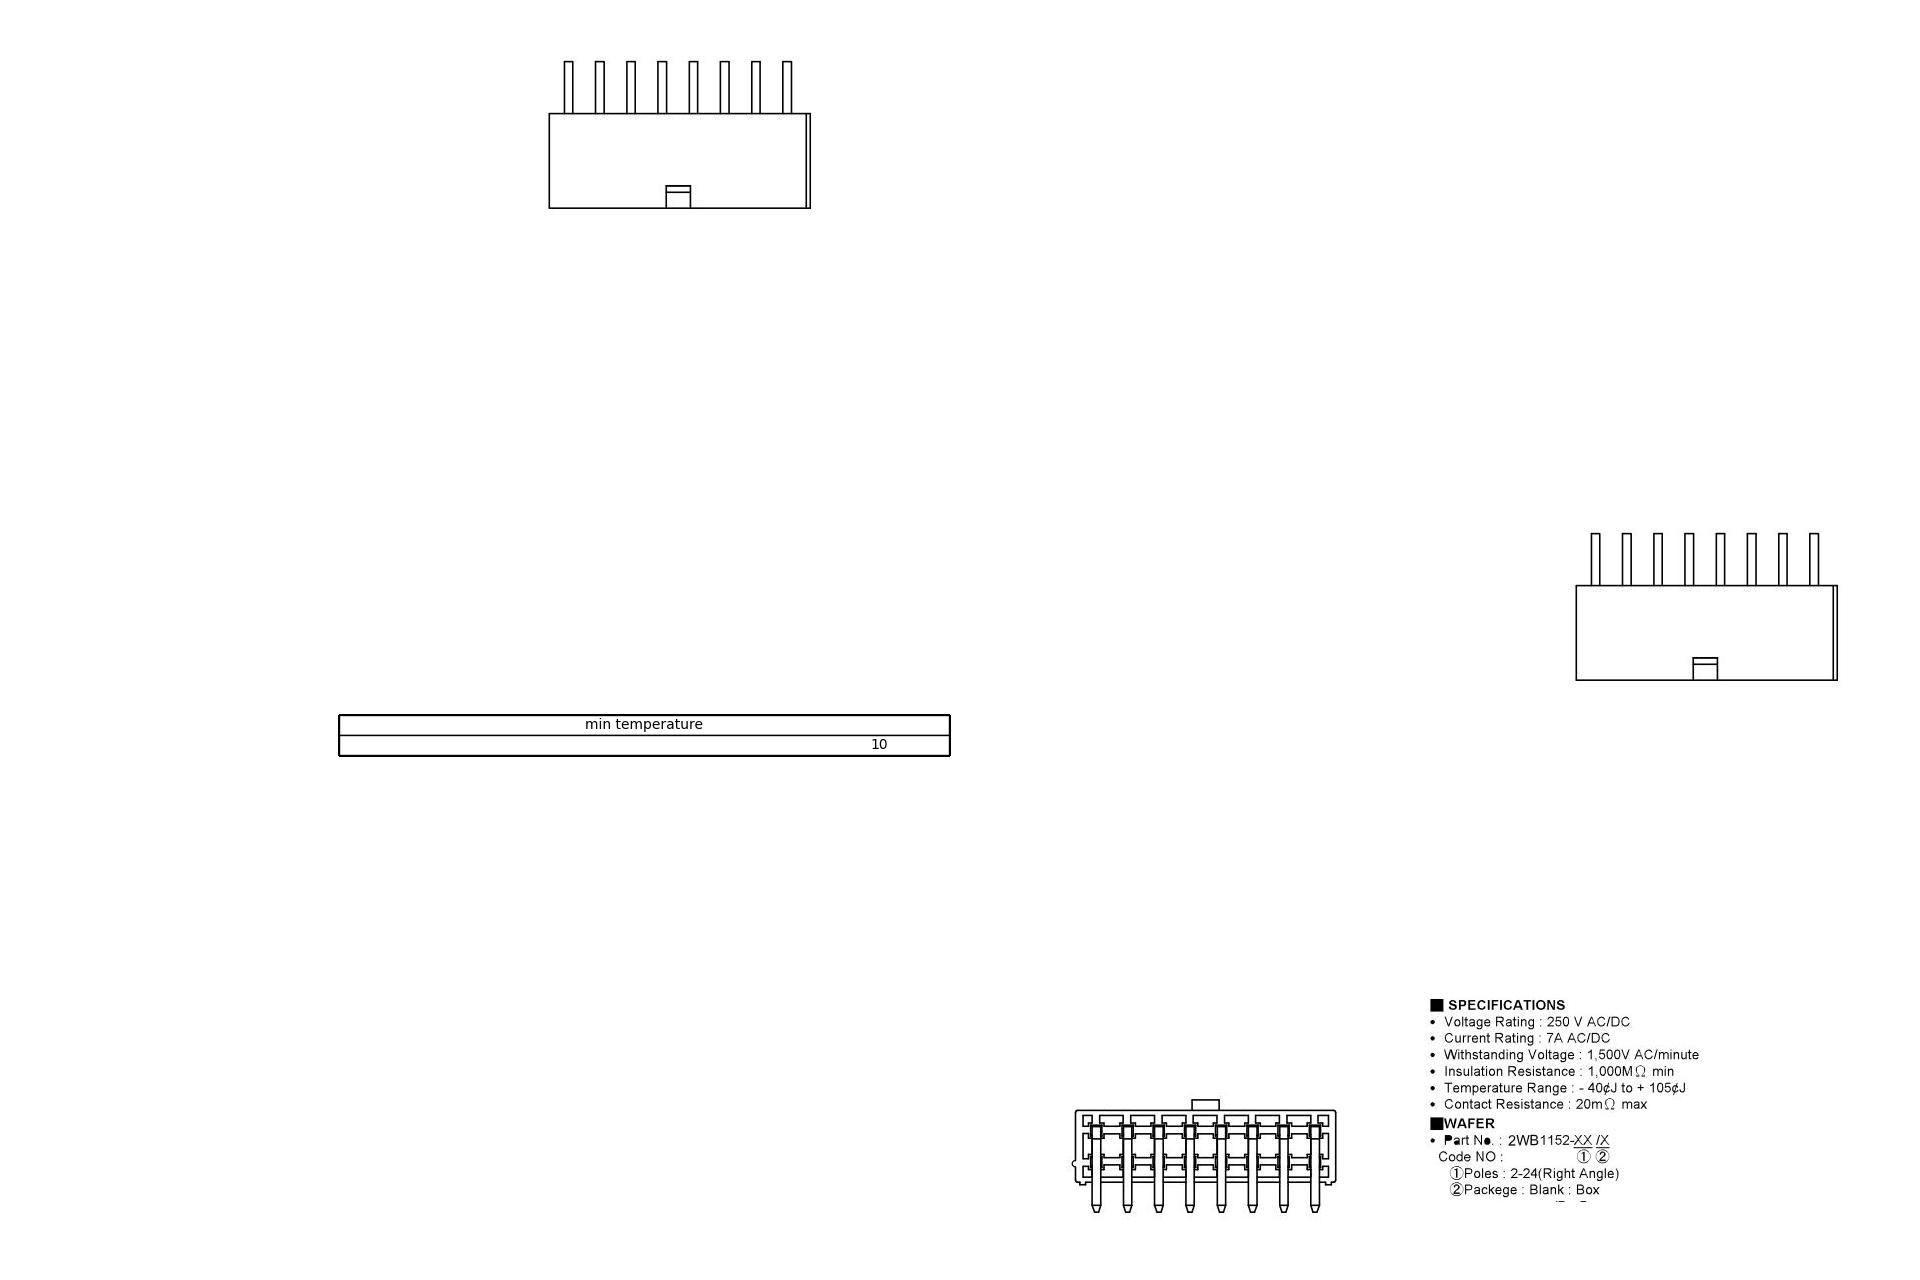 min temperature
10
■ SPECIFICATIONS
• Voltage Rating : 250 V AC/DC
• Current Rating : 7A AC/DC
• Withstanding Voltage : 1,500V AC/minute
• Insulation Resistance : 1,000MΩ min
• Temperature Range : - 40¢J to + 105¢J
• Contact Resistance : 20mΩ max
■WAFER
• Part No. : 2WB1152-XX /X
Code NO : ① ②
①Poles : 2-24(Right Angle)
②Packege : Blank : Box